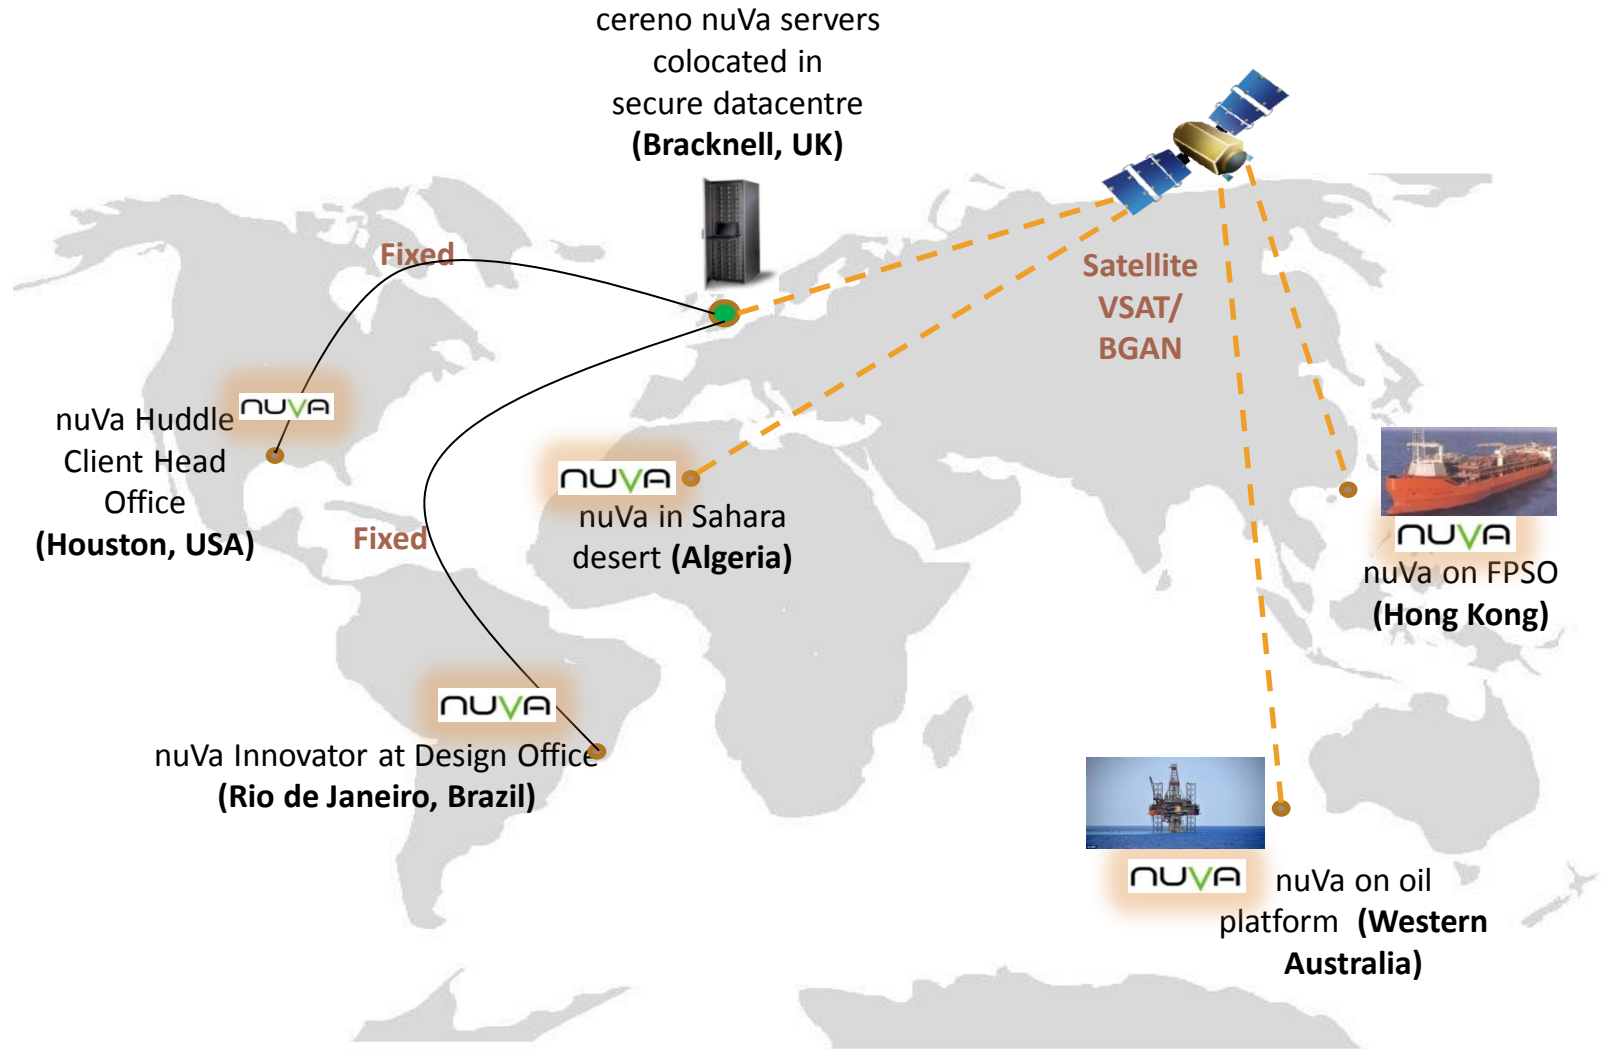 cereno nuVa servers
colocated in
secure datacentre
(Bracknell, UK)
Fixed
Satellite
VSAT/
BGAN
nuVA
nuVa Huddle
Client Head
Office
(Houston, USA)
Fixed
nuVA
nuVa in Sahara
desert (Algeria)
nuVA
nuVa on FPSO
(Hong Kong)
nuVA
nuVa Innovator at Design Office
(Rio de Janeiro, Brazil)
nuVA
nuVa on oil
platform (Western
Australia)